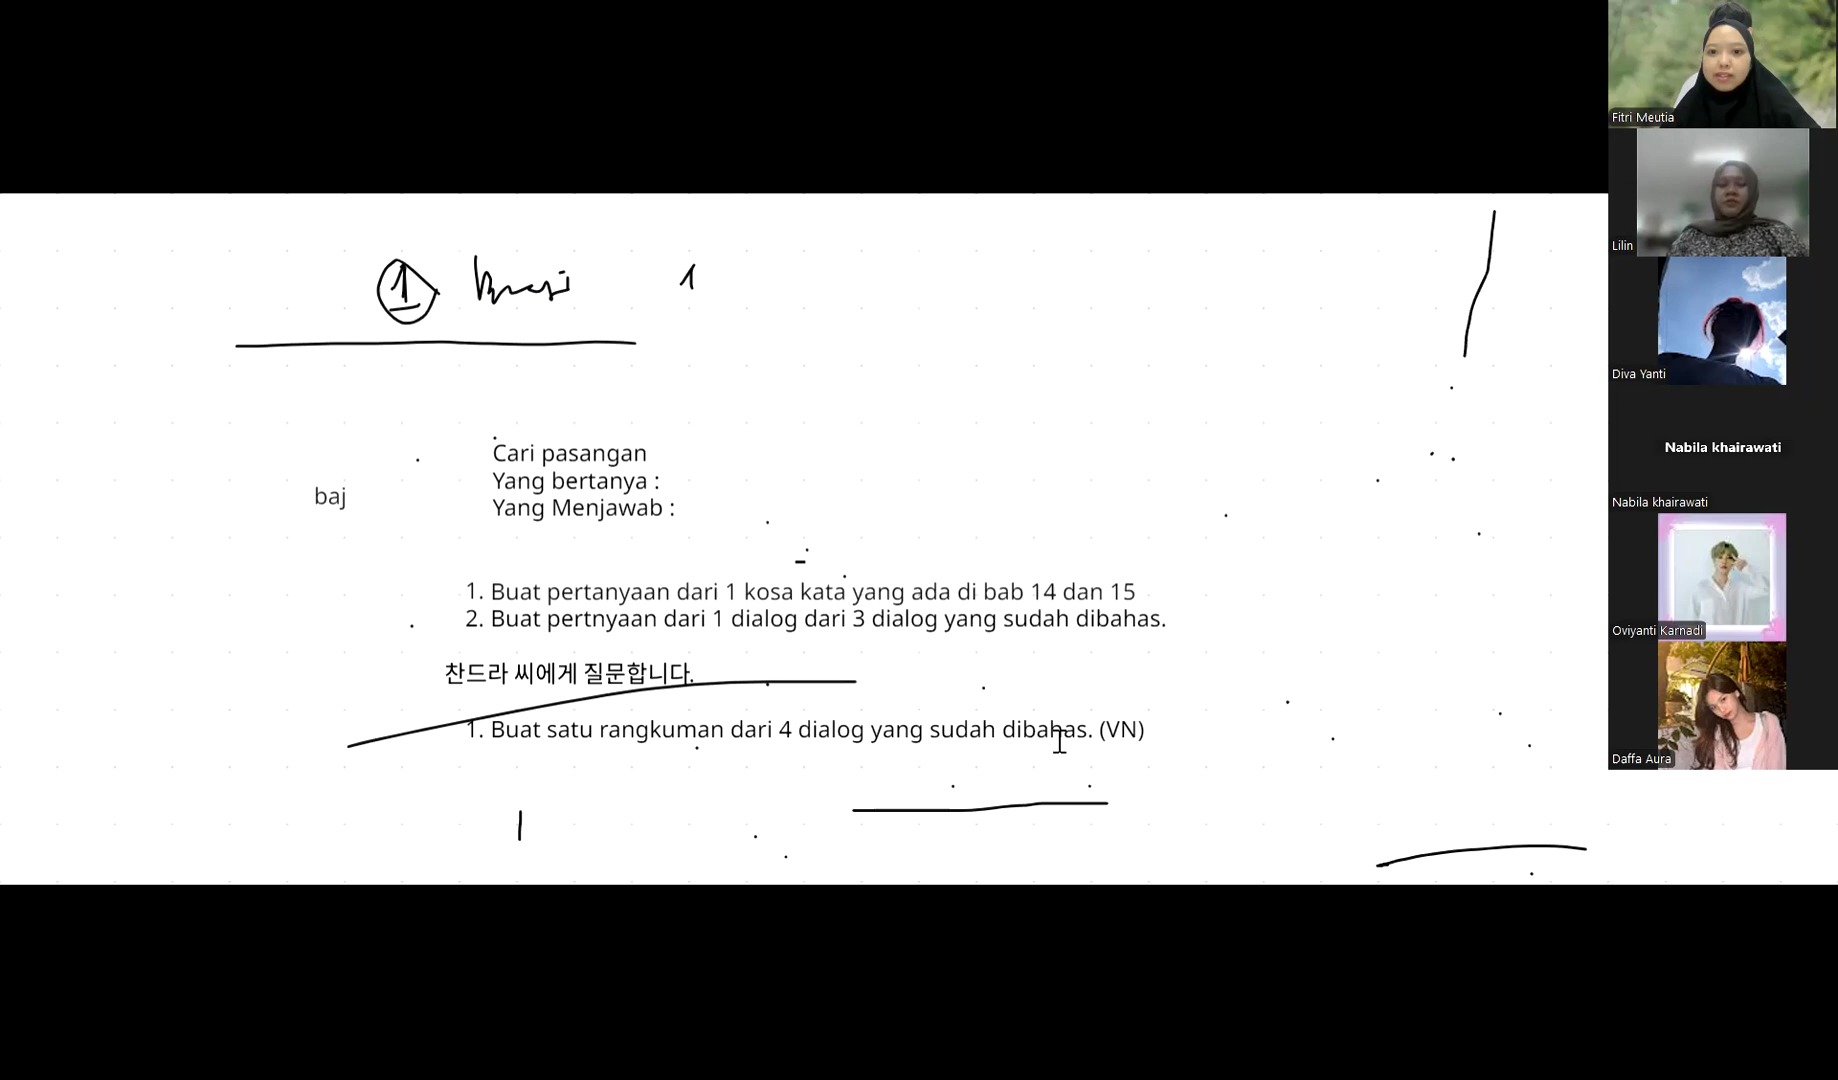 1
1
Cari pasangan
Yang bertanya :
Yang Menjawab :
baj
1. Buat pertanyaan dari 1 kosa kata yang ada di bab 14 dan 15
2. Buat pertnyaan dari 1 dialog dari 3 dialog yang sudah dibahas.
찬드라 씨에게 질문합니다.
1. Buat satu rangkuman dari 4 dialog yang sudah dibahas. (VN)
Fitri Meutia
Lilin
Diva Yanti
Nabila khairawati
Nabila khairawati
Oviyanti Karnadi
Daffa Aura